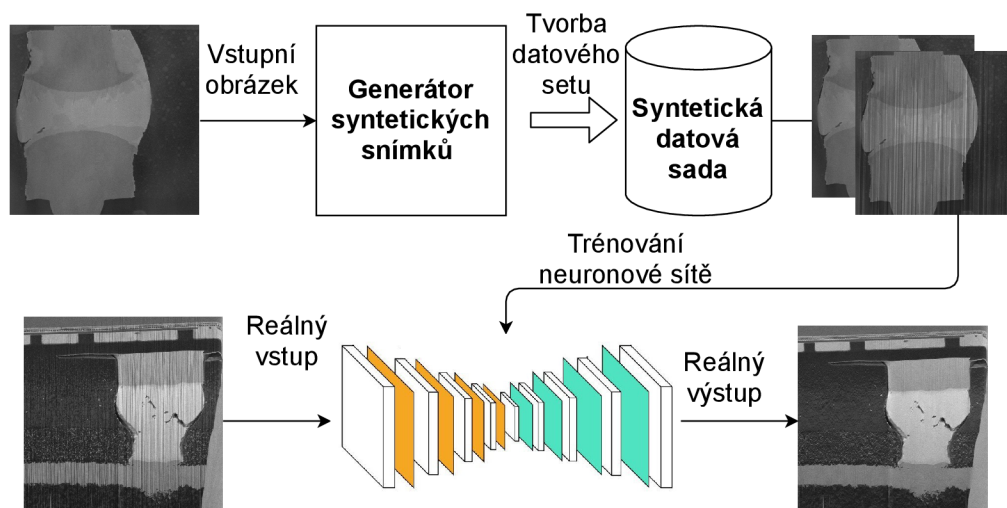 Vstupní
obrázek
Generátor
syntetických
snímků
Tvorba
datového
setu
Syntetická
datová
sada
Trénování
neuronové sítě
Reálný
vstup
Reálný
výstup